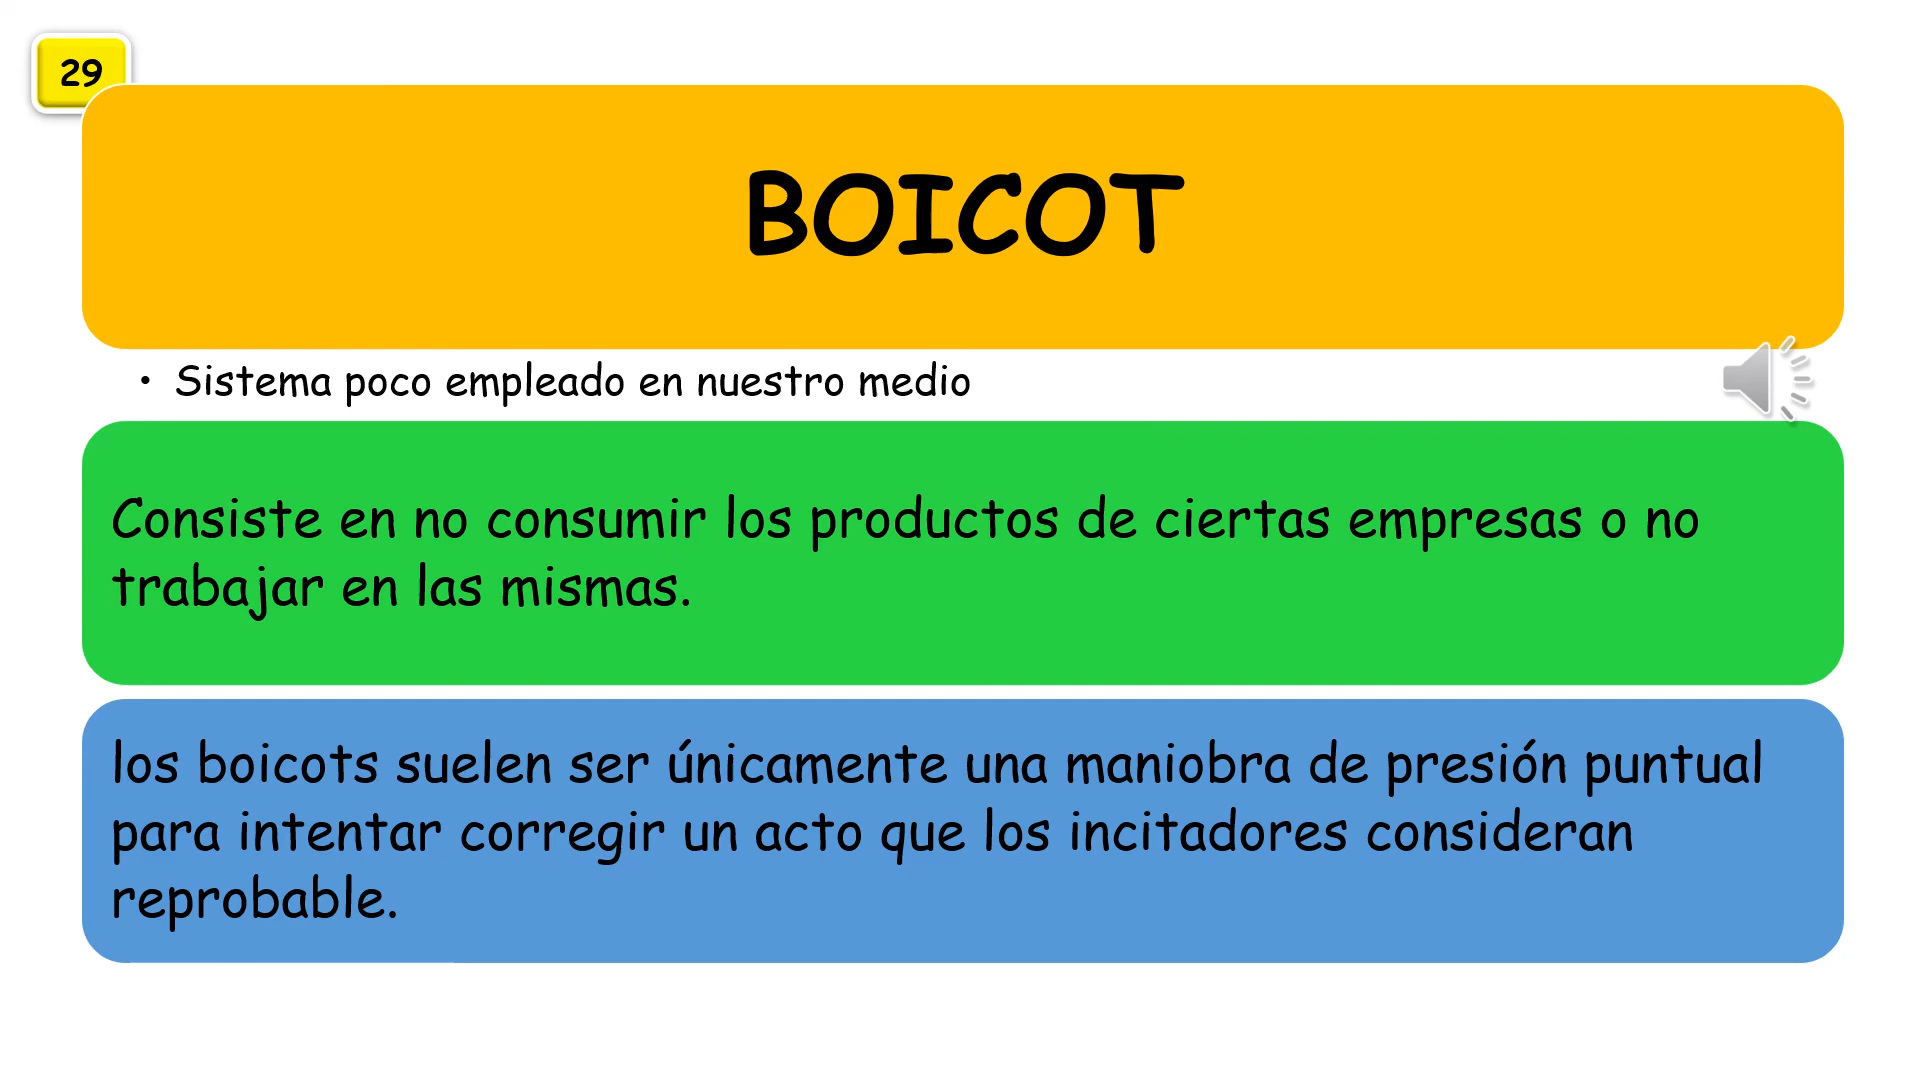 29
BOICOT
• Sistema poco empleado en nuestro medio
Consiste en no consumir los productos de ciertas empresas o no
trabajar en las mismas.
los boicots suelen ser únicamente una maniobra de presión puntual
para intentar corregir un acto que los incitadores consideran
reprobable.